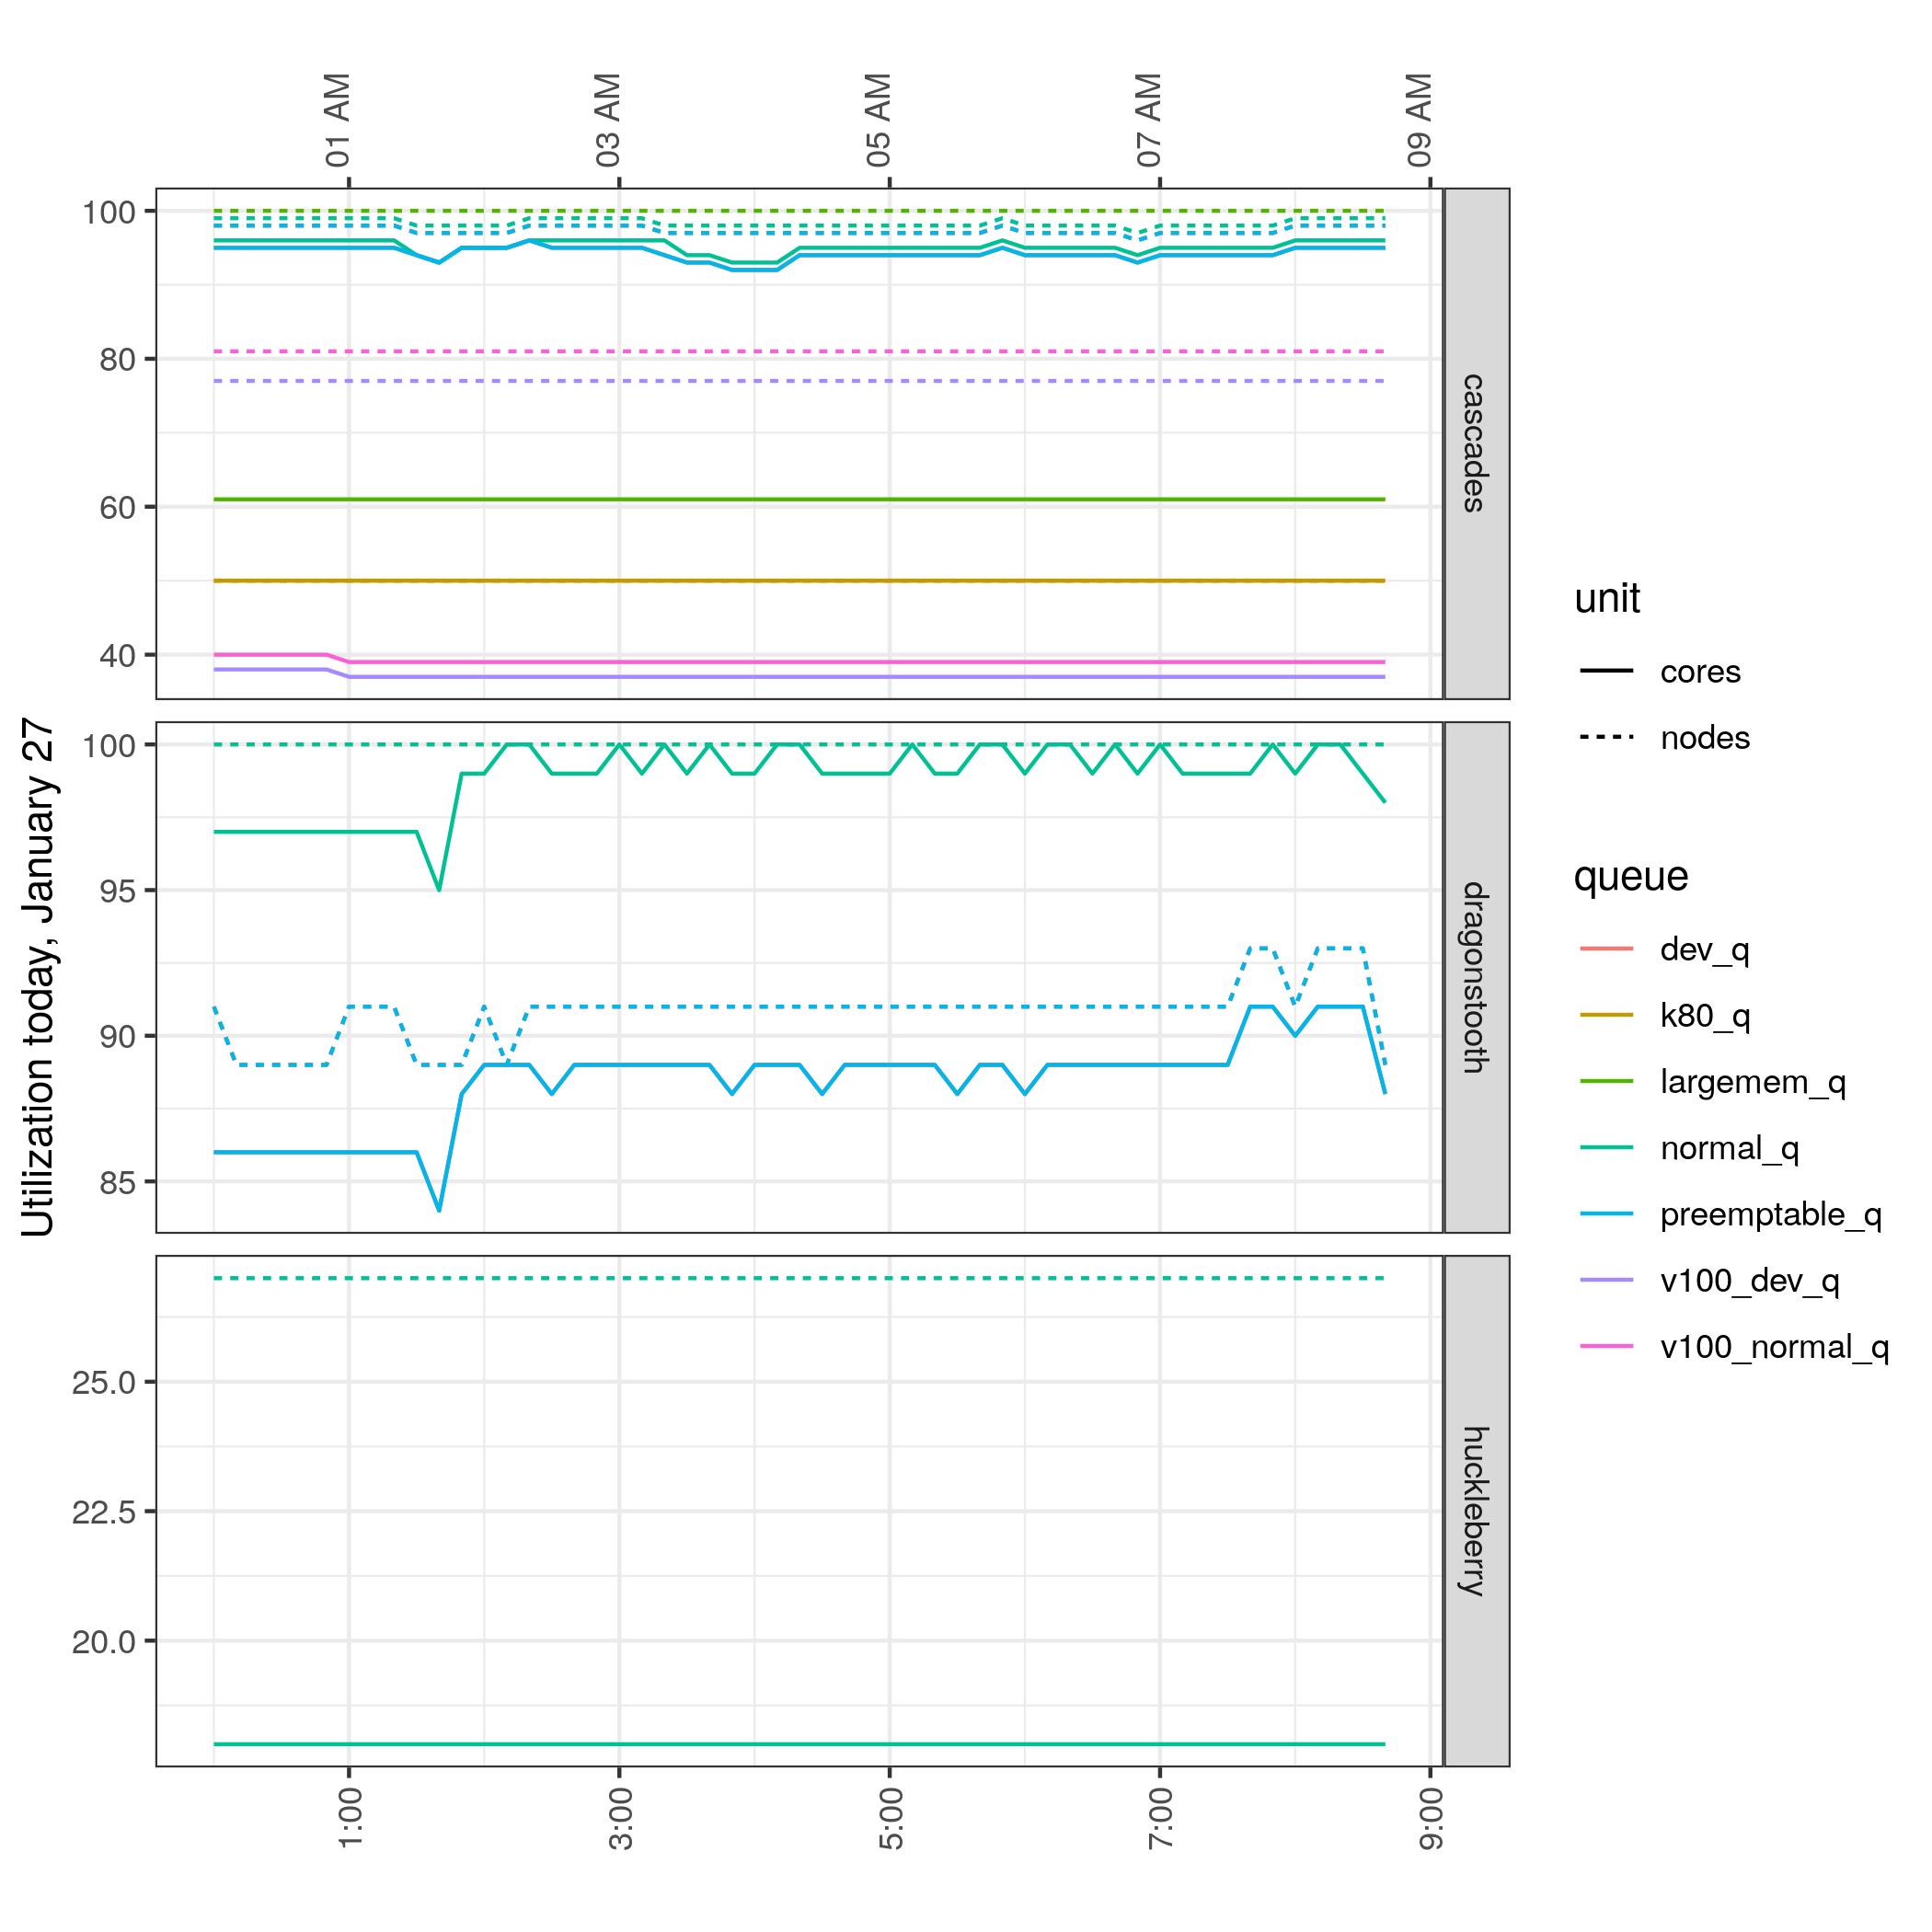 01 AM
03 AM
05 AM
07 AM
09 AM
Utilization today, January 27
100
80
60
40
cascades
100
95
90
85
dragonstooth
25.0
22.5
20.0
huckleberry
1:00
3:00
5:00
7:00
9:00
unit
cores
nodes
queue
dev_q
k80_q
largemem_q
normal_q
preemptable_q
v100_dev_q
v100_normal_q